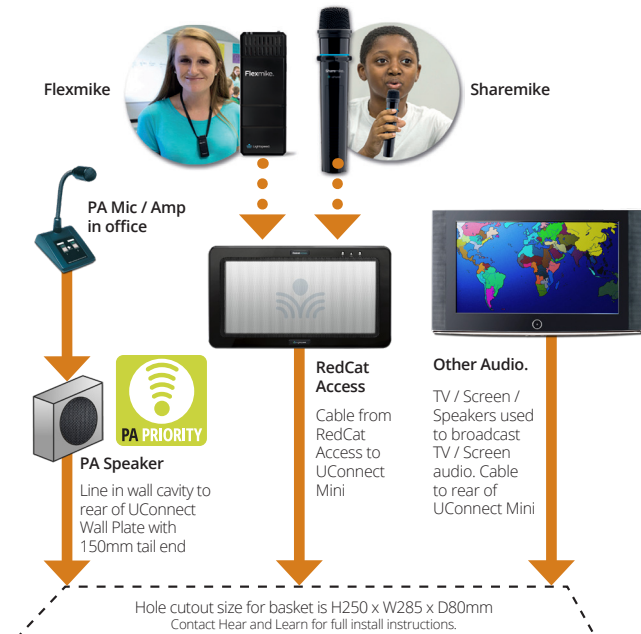 Flexmike
Flexmike.
Lightspeed
Sharemike
Sharemike
PA Mic / Amp
in office
PA PRIORITY
PA Speaker
Line in wall cavity to
rear of UConnect
Wall Plate with
150mm tail end
RedCat
Access
Cable from
RedCat
Access to
UConnect
Mini
Other Audio.
TV / Screen /
Speakers used
to broadcast
TV / Screen
audio. Cable
to rear of
UConnect Mini
Hole cutout size for basket is H250 x W285 x D80mm
Contact Hear and Learn for full install instructions.